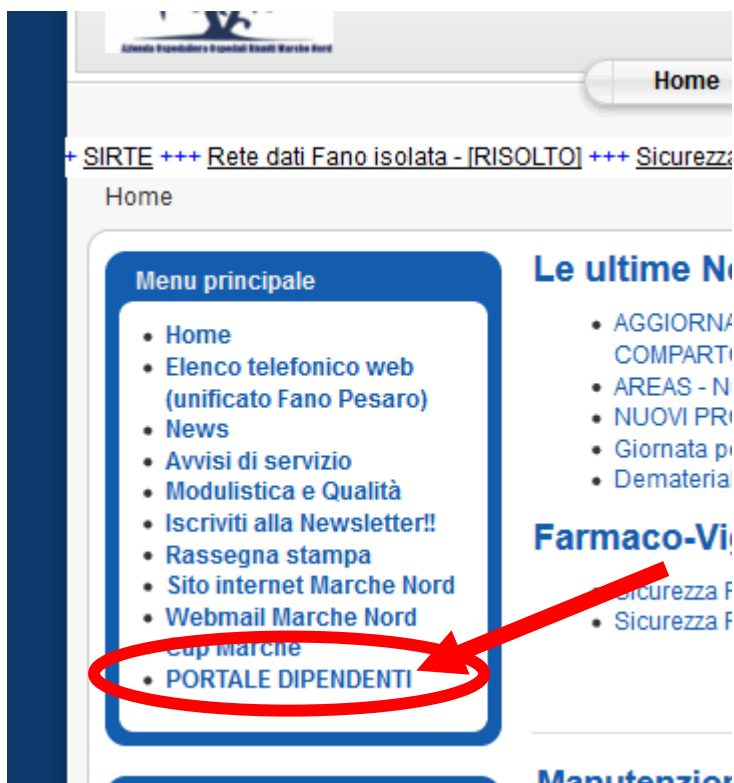 Azienda Ospedaliera Ospedali Riuniti Marche Nord
Home
+ SIRTE +++ Rete dati Fano isolata - [RISOLTO] +++ Sicurezza
Home
Menu principale
Home
Elenco telefonico web
(unificato Fano Pesaro)
News
Avvisi di servizio
Modulistica e Qualità
Iscriviti alla Newsletter!!
Rassegna stampa
Sito internet Marche Nord
Webmail Marche Nord
Cup Marche
PORTALE DIPENDENTI
Le ultime Ne
AGGIORNA
COMPARTO
AREAS - N
NUOVI PRO
Giornata pe
Demateria
Farmaco-Vig
Sicurezza F
Sicurezza F
Manutenzion